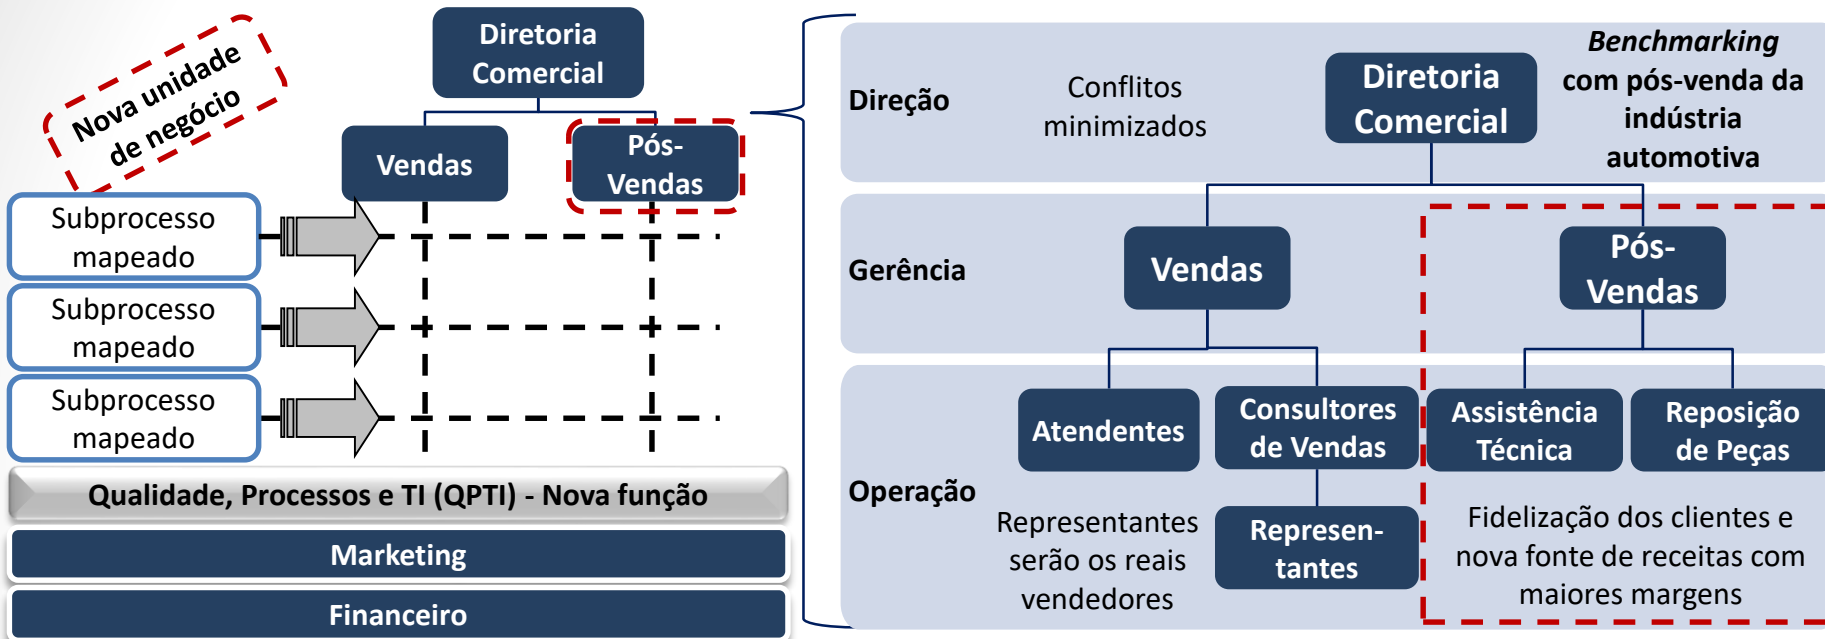 Nova unidade
de negócio
Diretoria
Comercial
Vendas
Pós-
Vendas
Subprocesso
mapeado
Subprocesso
mapeado
Subprocesso
mapeado
Qualidade, Processos e TI (QPTI) - Nova função
Marketing
Financeiro
Direção
Conflitos
minimizados
Diretoria
Comercial
Benchmarking
com pós-venda da
indústria
automotiva
Gerência
Vendas
Pós-
Vendas
Operação
Atendentes
Consultores
de Vendas
Assistência
Técnica
Reposição
de Peças
Representantes
serão os reais
vendedores
Represen-
tantes
Fidelização dos clientes e
nova fonte de receitas com
maiores margens